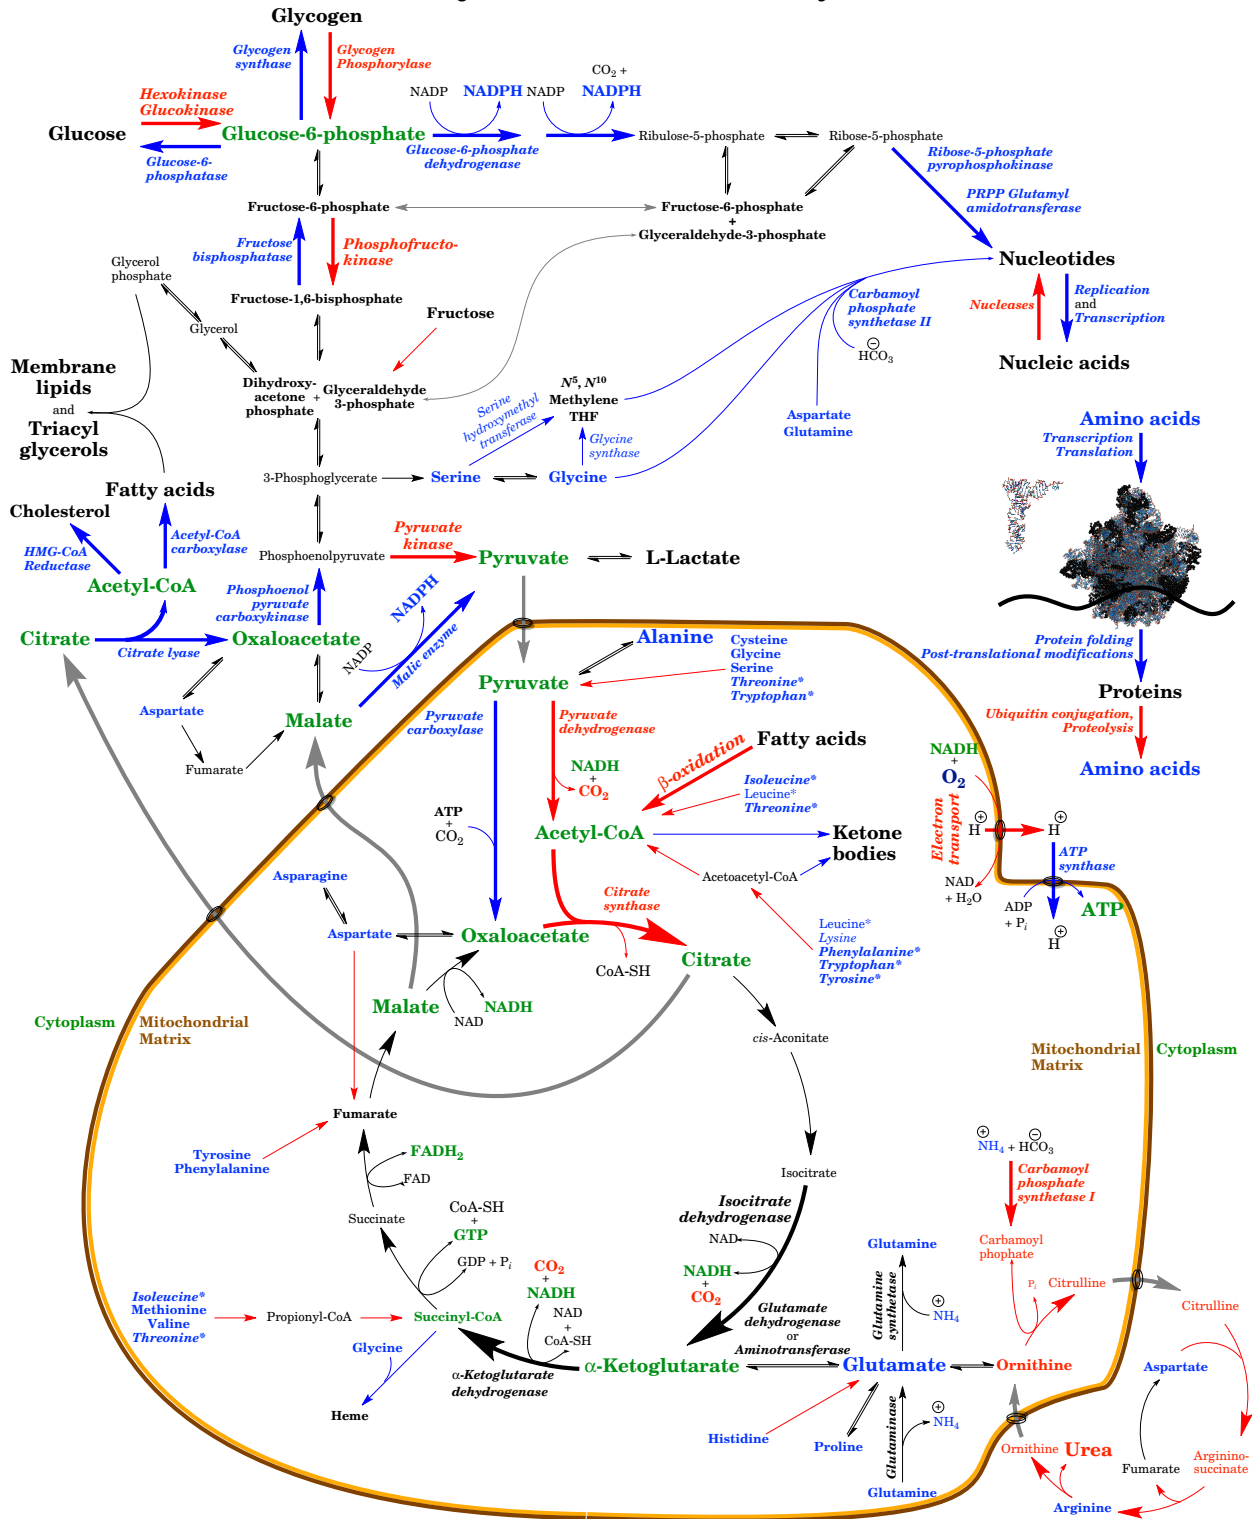 Glycogen
Glycogen
synthase
Glycogen
Phosphorylase
Hexokinase
Glucokinase
Glucose
Glucose-6-phosphate
Glucose-6-
phosphatase
NADP
NADPH
NADP
CO2 +
NADPH
Glucose-6-phosphate
dehydrogenase
Ribulose-5-phosphate
Ribose-5-phosphate
Ribose-5-phosphate
pyrophosphokinase
PRPP Glutamyl
amidotransferase
Fructose-6-phosphate
Fructose-6-phosphate
+
Glyceraldehyde-3-phosphate
Fructose
bisphosphatase
Phosphofructo-
kinase
Glycerol
phosphate
Fructose-1,6-bisphosphate
Glycerol
Fructose
Nucleotides
Nucleases
Replication
and
Transcription
Nucleic acids
Carbamoyl
phosphate
synthetase II
⊖
HCO3
Membrane
lipids
and
Triacyl
glycerols
Dihydroxy-
acetone
phosphate
+
Glyceraldehyde
3-phosphate
N5, N10
Methylene
THF
Serine
hydroxymethyl
transferase
Glycine
synthase
Aspartate
Glutamine
Amino acids
Transcription
Translation
3-Phosphoglycerate
Serine
Glycine
Fatty acids
Cholesterol
HMG-CoA
Reductase
Acetyl-CoA
carboxylase
Acetyl-CoA
Phosphoenolpyruvate
Pyruvate
kinase
Pyruvate
L-Lactate
Phosphoenol
pyruvate
carboxykinase
NADPH
NADP
Malic enzyme
Citrate
Citrate lyase
Oxaloacetate
Aspartate
Fumarate
Malate
Alanine
Cysteine
Glycine
Serine
Threonine*
Tryptophan*
Pyruvate
Protein folding
Post-translational modifications
Proteins
Ubiquitin conjugation,
Proteolysis
Amino acids
Pyruvate
carboxylase
Pyruvate
dehydrogenase
NADH
+
CO2
β-oxidation
Fatty acids
Isoleucine*
Leucine*
Threonine*
ATP
+
CO2
Acetyl-CoA
Ketone
bodies
Acetoacetyl-CoA
NADH
+
O2
Electron
transport
⊕
H
⊕
H
NAD
+ H2O
ATP
synthase
ADP
+ Pi
ATP
⊕
H
Asparagine
Aspartate
Citrate
synthase
Oxaloacetate
CoA-SH
Citrate
Leucine*
Lysine
Phenylalanine*
Tryptophan*
Tyrosine*
Malate
NADH
NAD
Cytoplasm
Mitochondrial
Matrix
cis-Aconitate
Mitochondrial
Matrix
Cytoplasm
Fumarate
Tyrosine
Phenylalanine
FADH2
FAD
Isocitrate
⊕
NH4 +
⊖
HCO3
Carbamoyl
phosphate
synthetase I
Succinate
CoA-SH
+
GTP
GDP + Pi
Isocitrate
dehydrogenase
NAD
NADH
+
CO2
Glutamine
Glutamine
synthetase
⊕
NH4
Carbamoyl
phophate
Pi
Citrulline
Citrulline
Isoleucine*
Methionine
Valine
Threonine*
Propionyl-CoA
Succinyl-CoA
CO2
+
NADH
NAD
+
CoA-SH
Glutamate
dehydrogenase
or
Aminotransferase
Glycine
α-Ketoglutarate
dehydrogenase
α-Ketoglutarate
Glutamate
Ornithine
Aspartate
Heme
Histidine
Proline
Glutaminase
⊕
NH4
Glutamine
Ornithine
Urea
Fumarate
Arginino-
succinate
Arginine